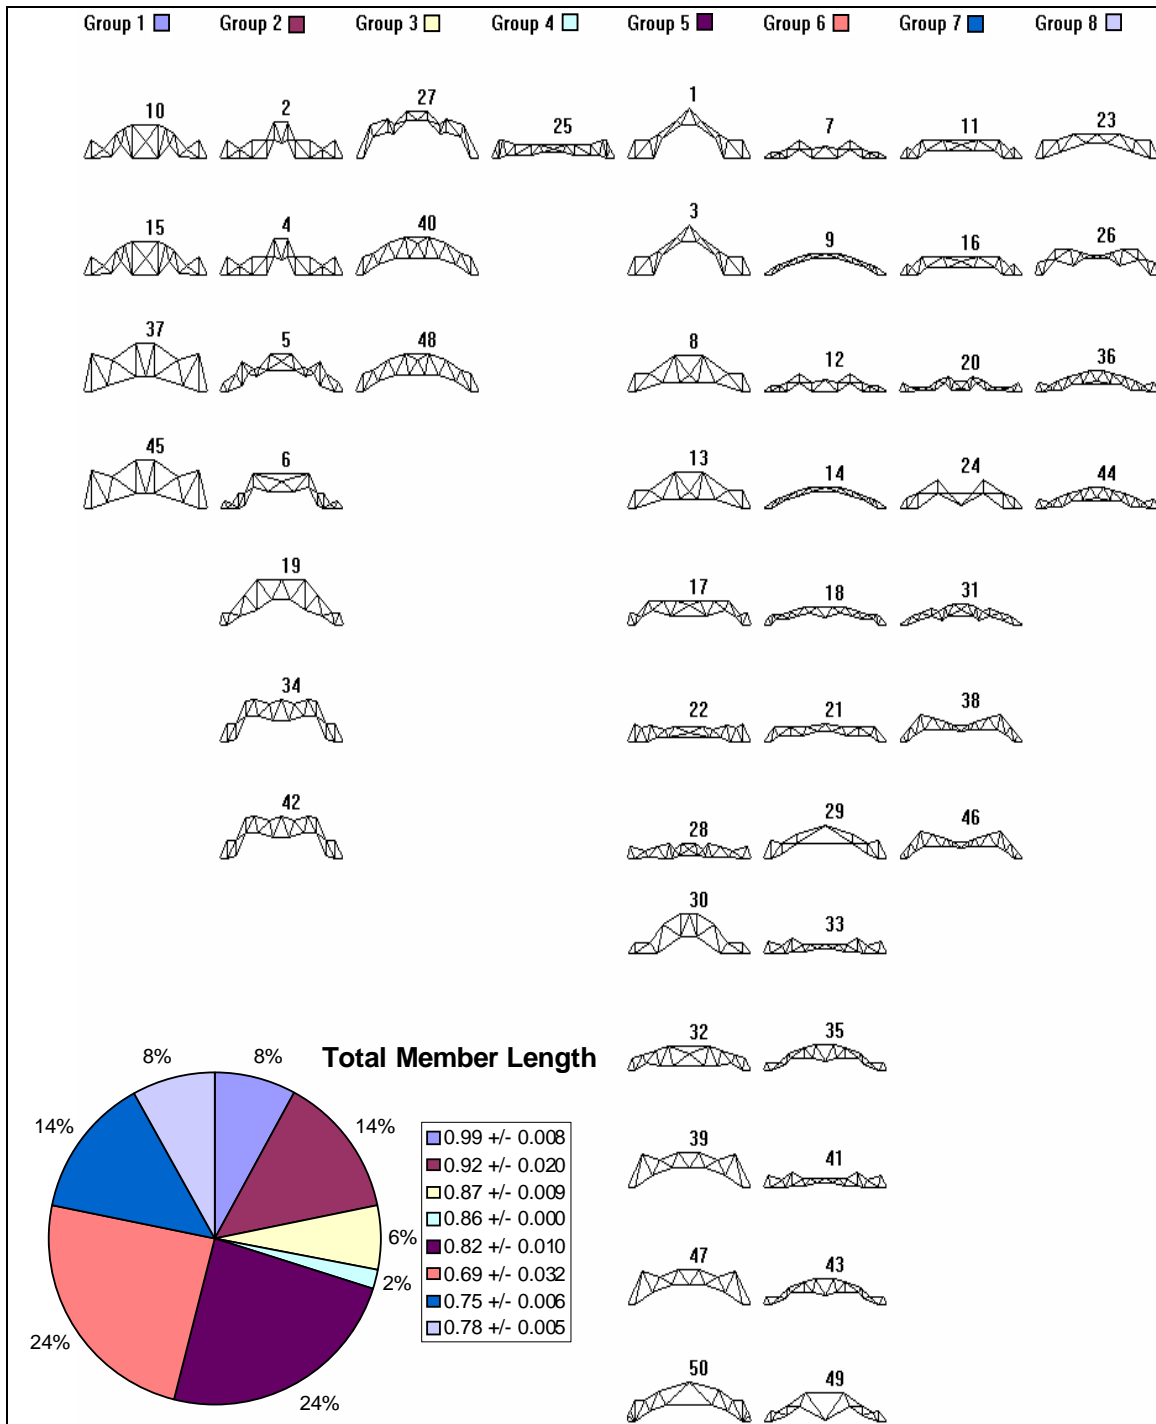 Group 1 Group 2 Group 3 Group 4 Group 5 Group 6 Group 7 Group 8
10 2 27 25 1 7 11 23
15 4 40 3 9 16 26
37 5 48 8 12 20 36
45 6 13 14 24 44
19 17 18 31
34 22 21 38
42 28 29 46
30 33
32 35
39 41
47 43
50 49
Total Member Length
8% 8%
14% 14%
6%
2%
24%
24%
0.99 +/- 0.008
0.92 +/- 0.020
0.87 +/- 0.009
0.86 +/- 0.000
0.82 +/- 0.010
0.69 +/- 0.032
0.75 +/- 0.006
0.78 +/- 0.005